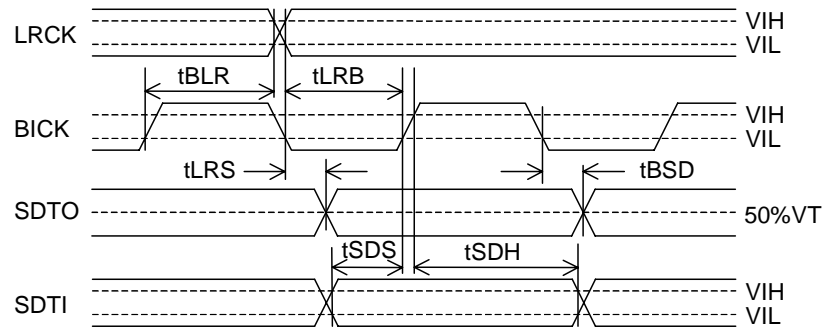 LRCK
VIH
VIL
tBLR
tLRB
BICK
VIH
VIL
tLRS
tBSD
SDTO
50%VT
tSDS
tSDH
SDTI
VIH
VIL